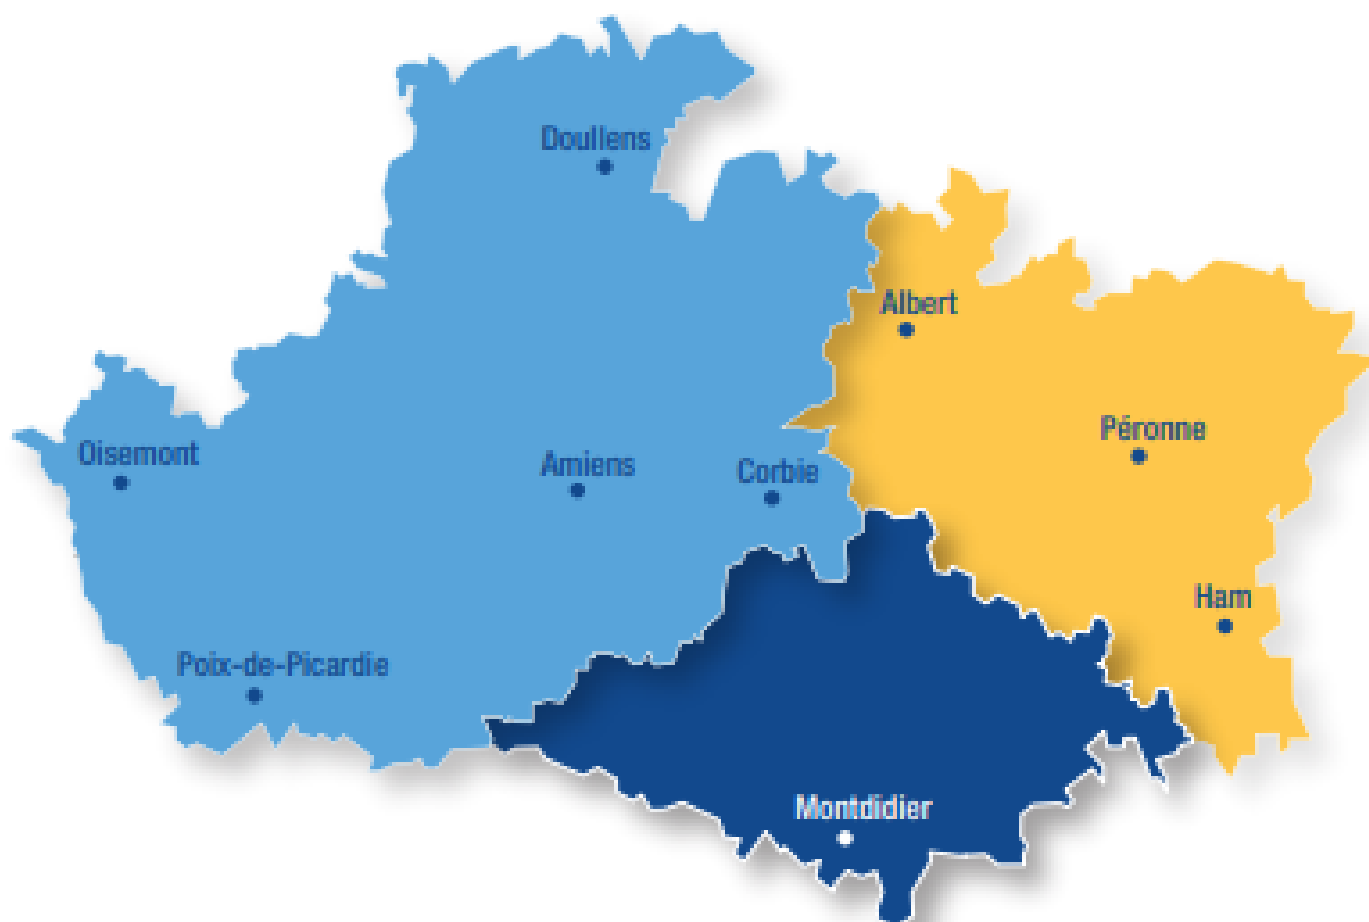 Doullens
Albert
Péronne
Oisemont
Amiens
Corbie
Ham
Poix-de-Picardie
Montdidier